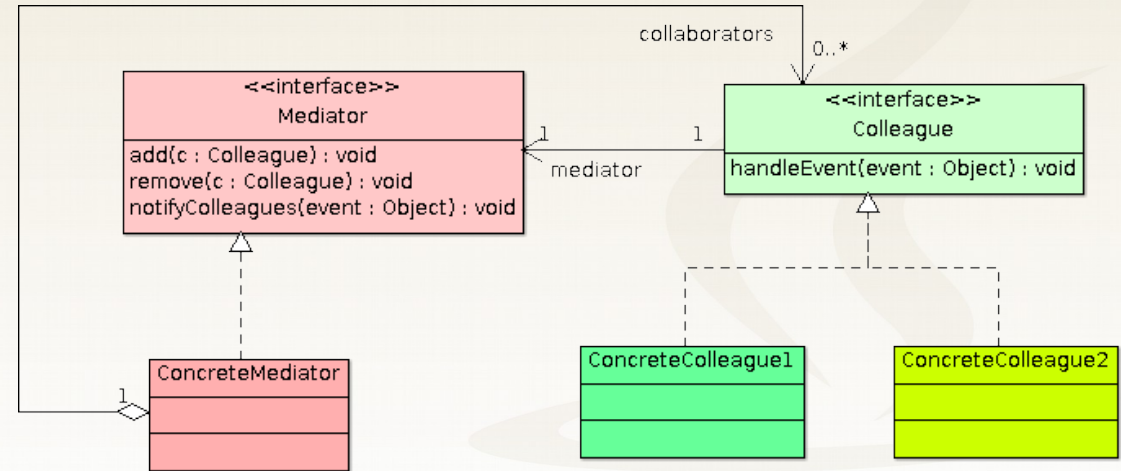 collaborators
0..*
<<interface>>
Mediator
add(c : Colleague) : void
remove(c : Colleague) : void
notifyColleagues(event : Object) : void
1
mediator
1
<<interface>>
Colleague
handleEvent(event : Object) : void
1
ConcreteMediator
ConcreteColleague1
ConcreteColleague2